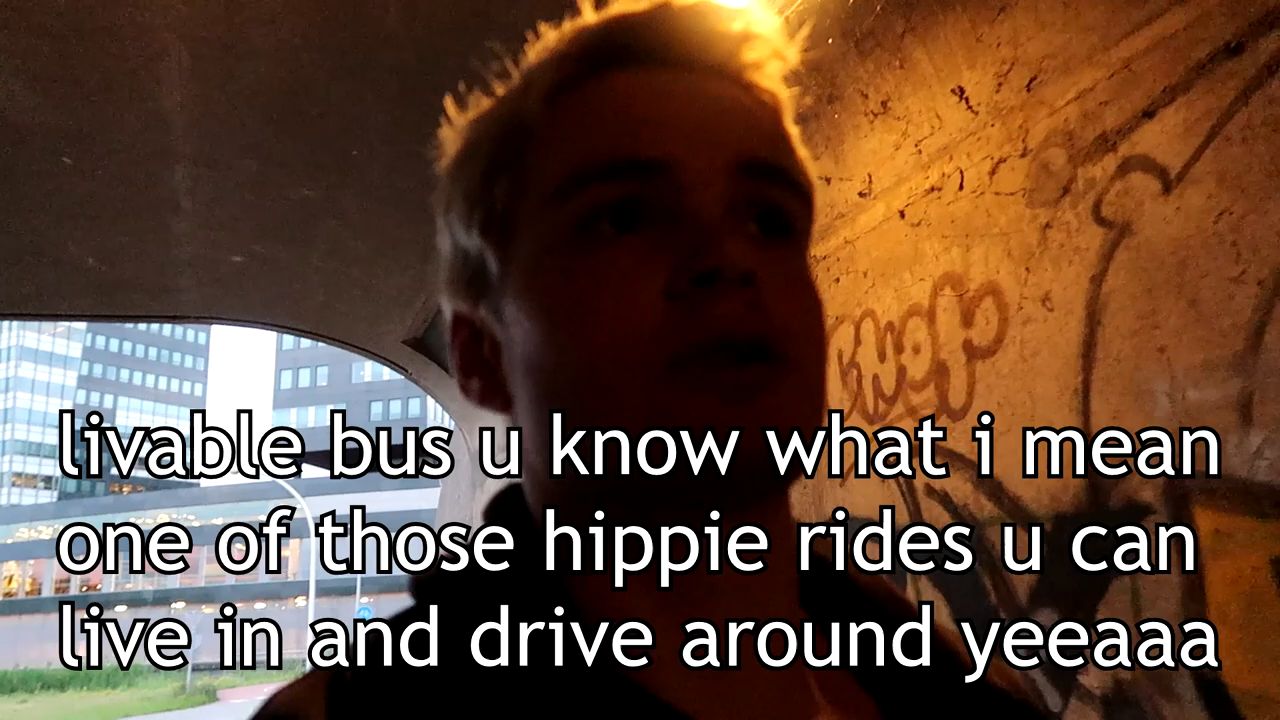 livable bus u know what i mean
one of those hippie rides u can
live in and drive around yeeaaa